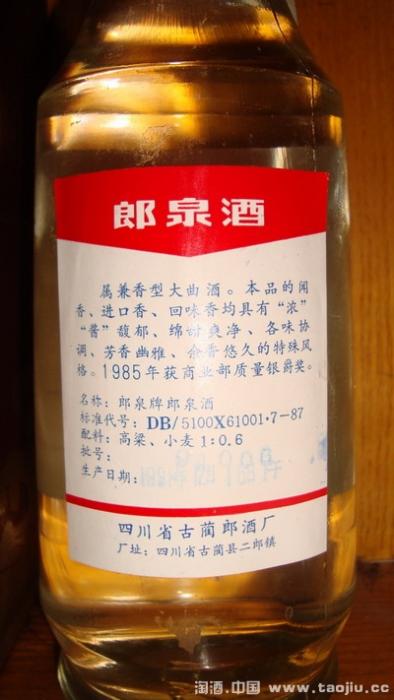 郎泉酒
属兼香型大曲酒。本品的闻
香、进口香、回味香均具有“浓”
“酱”馥郁、绵甜爽净、各味协
调、芳香幽雅、余香悠久的特殊风
格。1985年获商业部质量银爵奖。
名称：郎泉牌郎泉酒
标准代号：DB/5100X61001·7-87
配料：高梁、小麦1:0.6
批号：
生产日期：
四川省古蔺郎酒厂
厂址：四川省古蔺县二郎镇
淘酒.中国 www.taojiu.cc